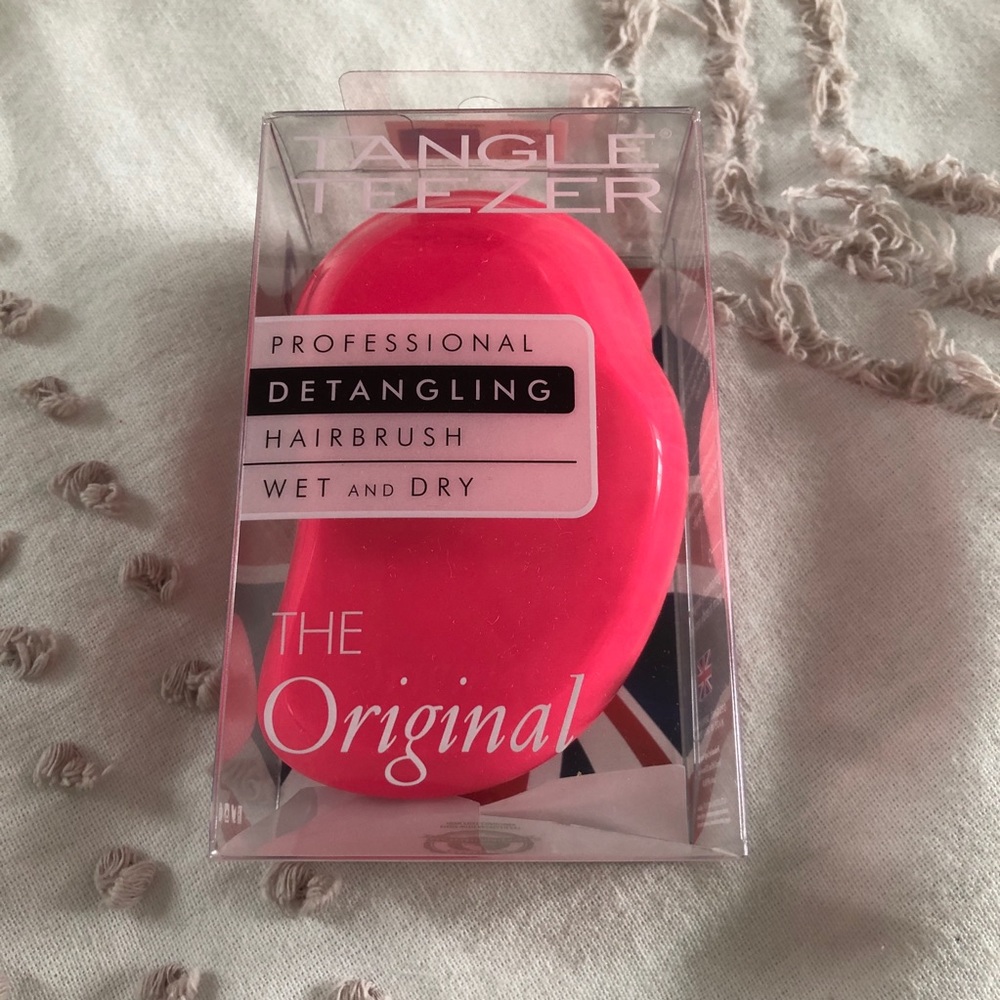 TANGLE
TEEZER®
PROFESSIONAL
DETANGLING
HAIRBRUSH
WET AND DRY
THE
Original